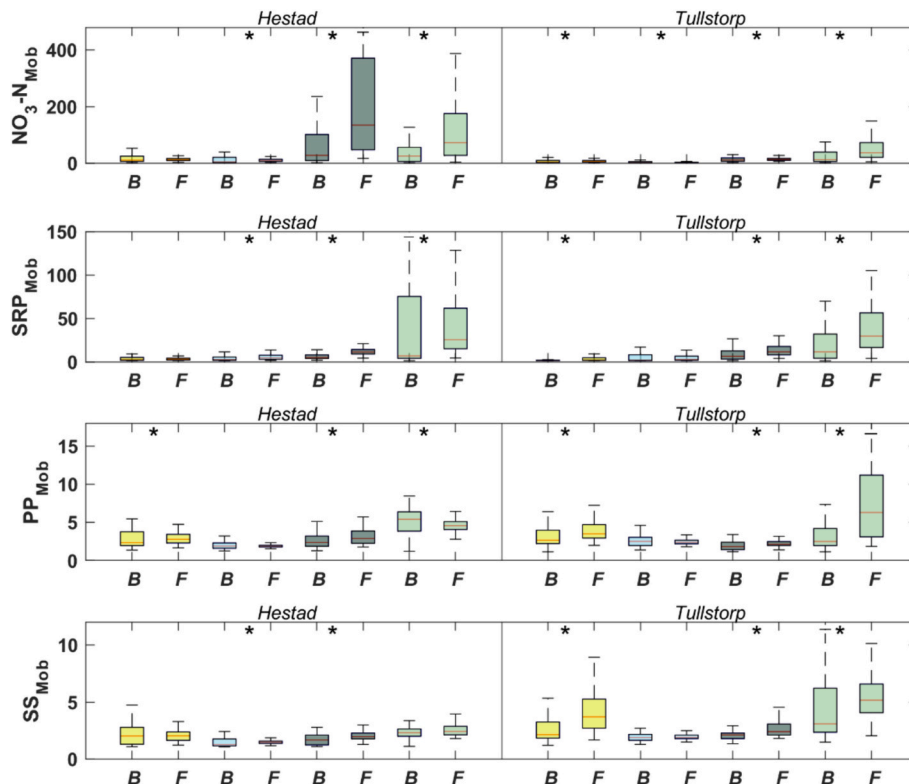 Hestad Tullstorp
* * * * * * *
NO3-NMob
400
200
0
B F B F B F B F B F B F B F B F
Hestad Tullstorp
* * * * * *
SRPMob
150
100
50
0
B F B F B F B F B F B F B F B F
Hestad Tullstorp
* * * * * *
PPMob
15
10
5
0
B F B F B F B F B F B F B F B F
Hestad Tullstorp
* * * * *
SSMob
10
5
0
B F B F B F B F B F B F B F B F